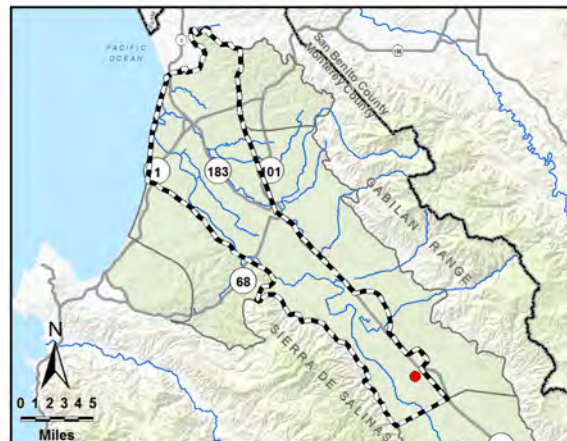 PACIFIC
OCEAN
1
San Benito County
Monterey County
1
183
101
GABILAN RANGE
68
SIERRA DE SALINAS
N
0 1 2 3 4 5
Miles